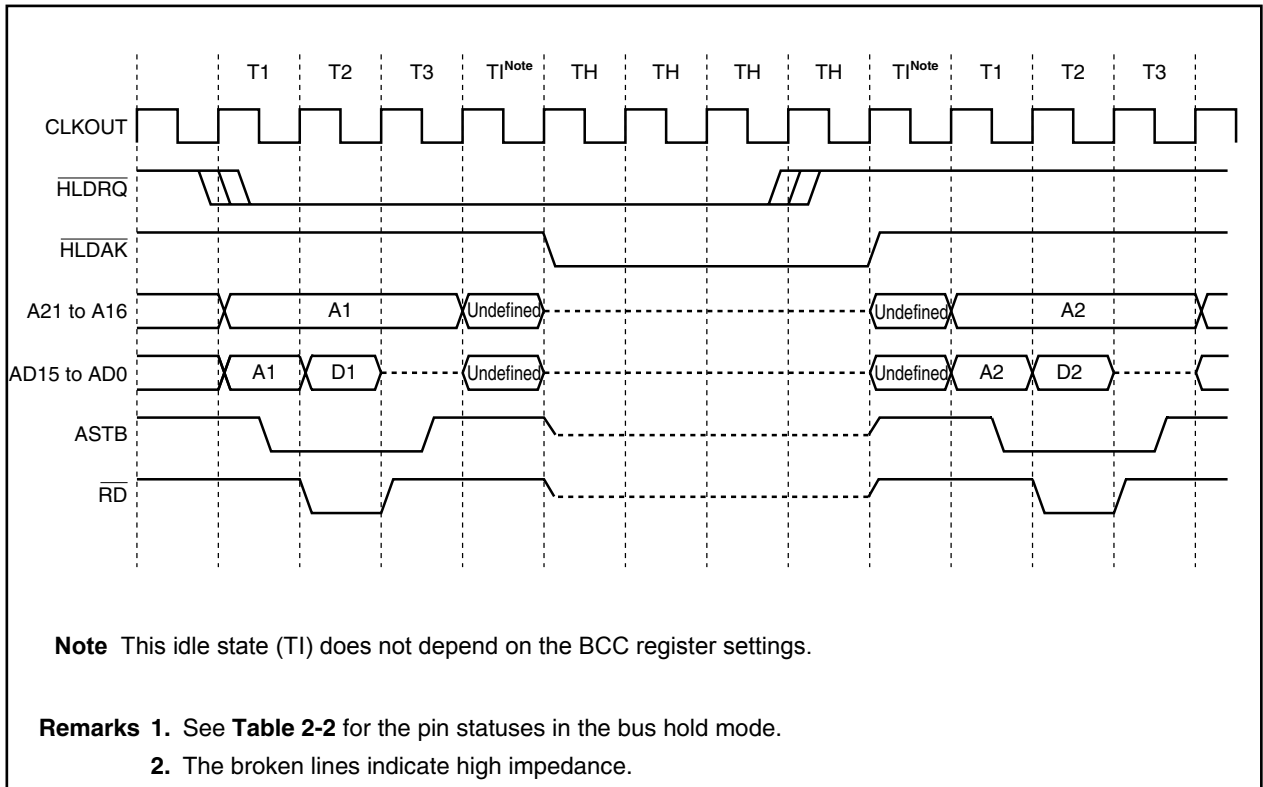 T1 T2 T3 TINote TH TH TH TH TINote T1 T2 T3
CLKOUT
HLDRQ
HLDAK
A21 to A16 A1 Undefined Undefined A2
AD15 to AD0 A1 D1 Undefined Undefined A2 D2
ASTB
RD
Note This idle state (TI) does not depend on the BCC register settings.
Remarks 1. See Table 2-2 for the pin statuses in the bus hold mode.
2. The broken lines indicate high impedance.